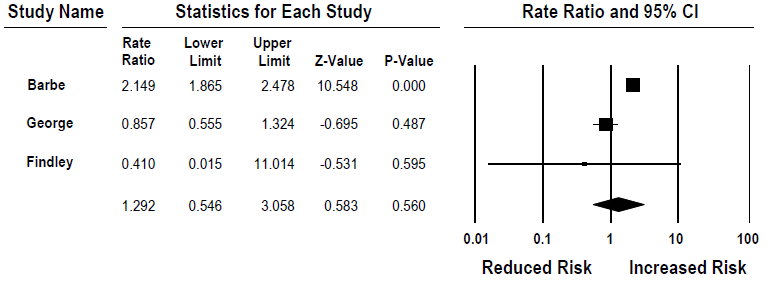 Study Name Statistics for Each Study Rate Ratio and 95% CI
Rate Ratio Lower Limit Upper Limit Z-Value P-Value
Barbe 2.149 1.865 2.478 10.548 0.000
George 0.857 0.555 1.324 -0.695 0.487
Findley 0.410 0.015 11.014 -0.531 0.595
1.292 0.546 3.058 0.583 0.560
0.01 0.1 1 10 100
Reduced Risk Increased Risk